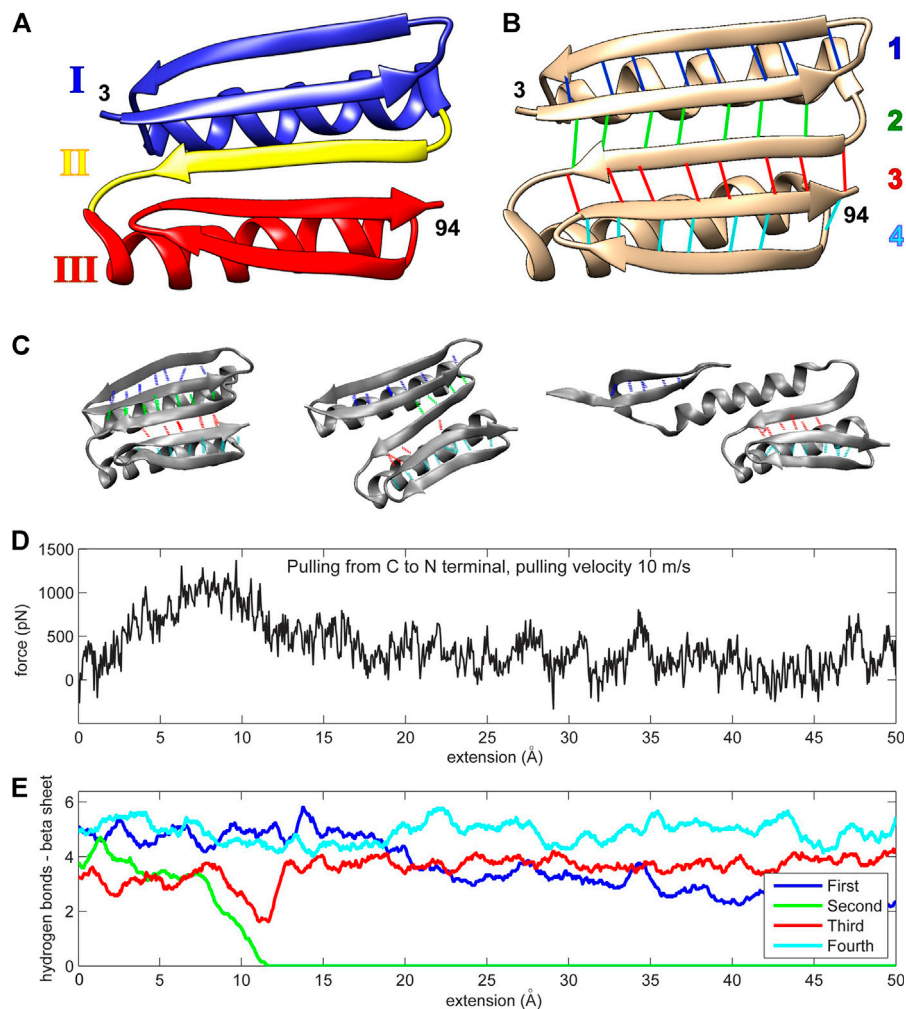 A
I
3
II
III
94
B
3
1
2
3
4
94
C
D
1500
1000
500
0
force (pN)
Pulling from C to N terminal, pulling velocity 10 m/s
0 5 10 15 20 25 30 35 40 45 50
extension (Å)
E
6
4
2
0
hydrogen bonds - beta sheet
First
Second
Third
Fourth
0 5 10 15 20 25 30 35 40 45 50
extension (Å)